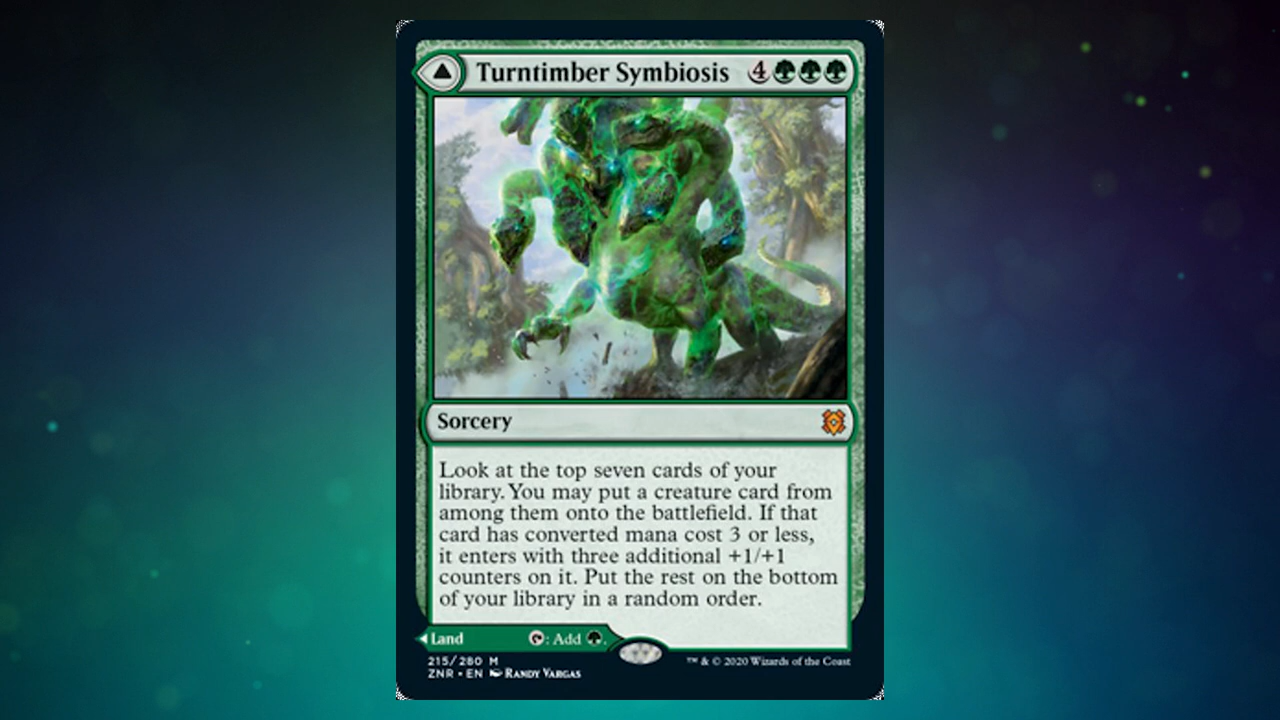 Turntimber Symbiosis 4
Sorcery
Look at the top seven cards of your
library. You may put a creature card from
among them onto the battlefield. If that
card has converted mana cost 3 or less,
it enters with three additional +1/+1
counters on it. Put the rest on the bottom
of your library in a random order.
Land : Add .
215/280 M
ZNR • EN Randy Vargas
™ & © 2020 Wizards of the Coast